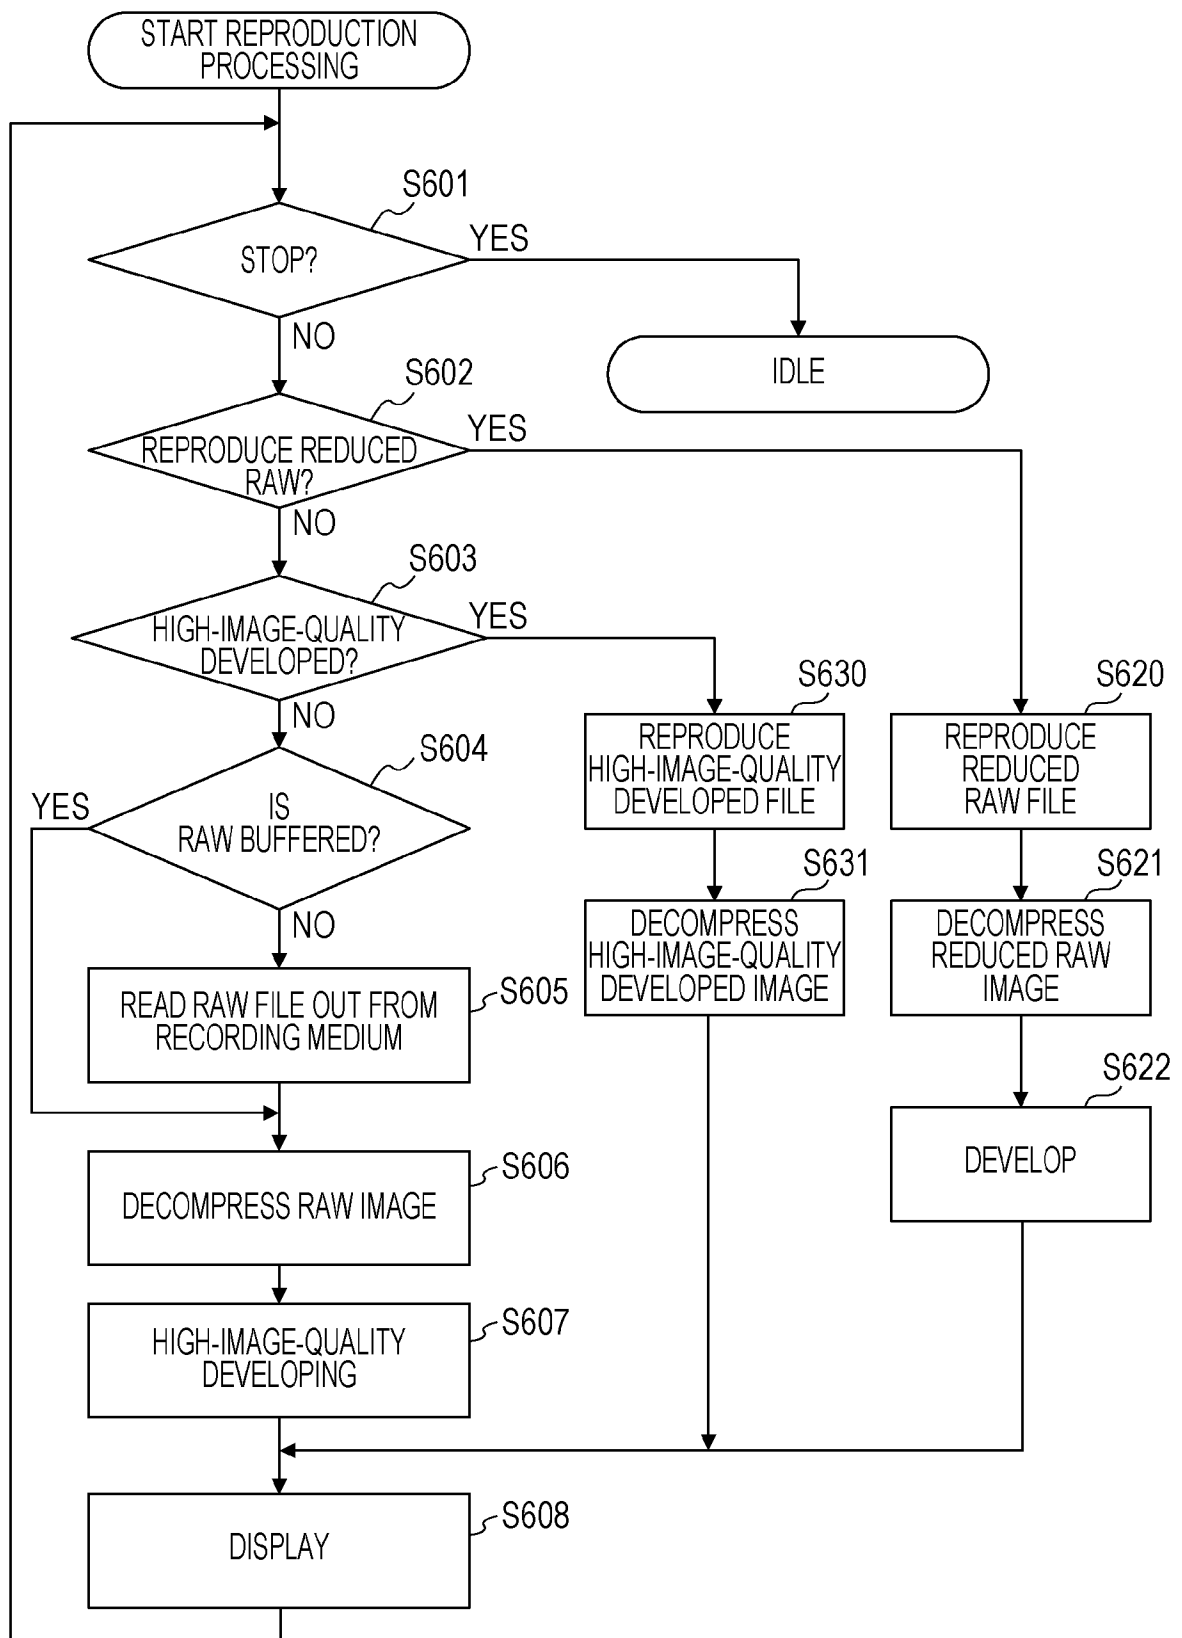 START REPRODUCTION
PROCESSING
S601
STOP?
YES
NO
IDLE
S602
REPRODUCE REDUCED
RAW?
YES
NO
S603
HIGH-IMAGE-QUALITY
DEVELOPED?
YES
NO
S604
IS
RAW BUFFERED?
YES
NO
S605
READ RAW FILE OUT FROM
RECORDING MEDIUM
S606
DECOMPRESS RAW IMAGE
S607
HIGH-IMAGE-QUALITY
DEVELOPING
S608
DISPLAY
S630
REPRODUCE
HIGH-IMAGE-QUALITY
DEVELOPED FILE
S631
DECOMPRESS
HIGH-IMAGE-QUALITY
DEVELOPED IMAGE
S620
REPRODUCE
REDUCED
RAW FILE
S621
DECOMPRESS
REDUCED RAW
IMAGE
S622
DEVELOP